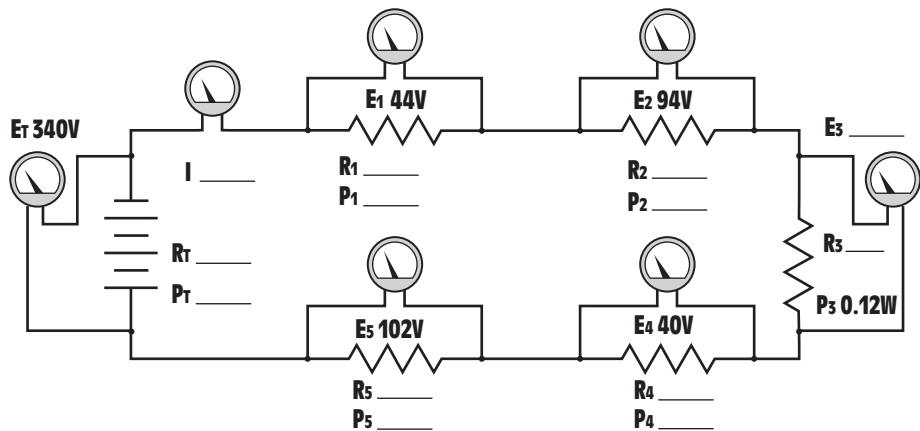 E1 44V
E2 94V
ET 340V
E3 _____
I _____
R1 _____
P1 _____
R2 _____
P2 _____
R3 ____
RT _____
PT _____
P3 0.12W
E5 102V
E4 40V
R5 _____
P5 _____
R4 _____
P4 _____